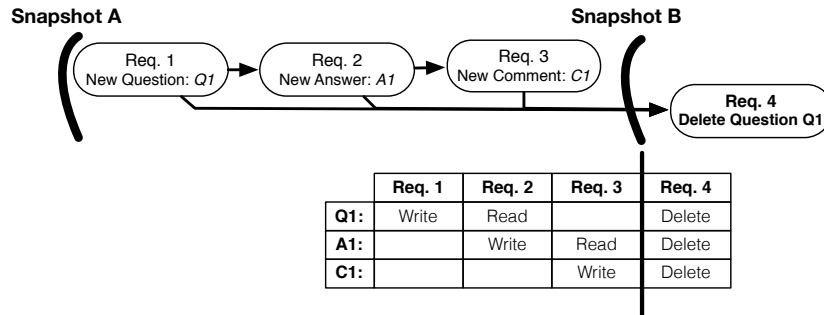 Snapshot A
Snapshot B
Req. 1
New Question: Q1
Req. 2
New Answer: A1
Req. 3
New Comment: C1
Req. 4
Delete Question Q1
Req. 1 Req. 2 Req. 3 Req. 4
Q1: Write Read Delete
A1: Write Read Delete
C1: Write Delete